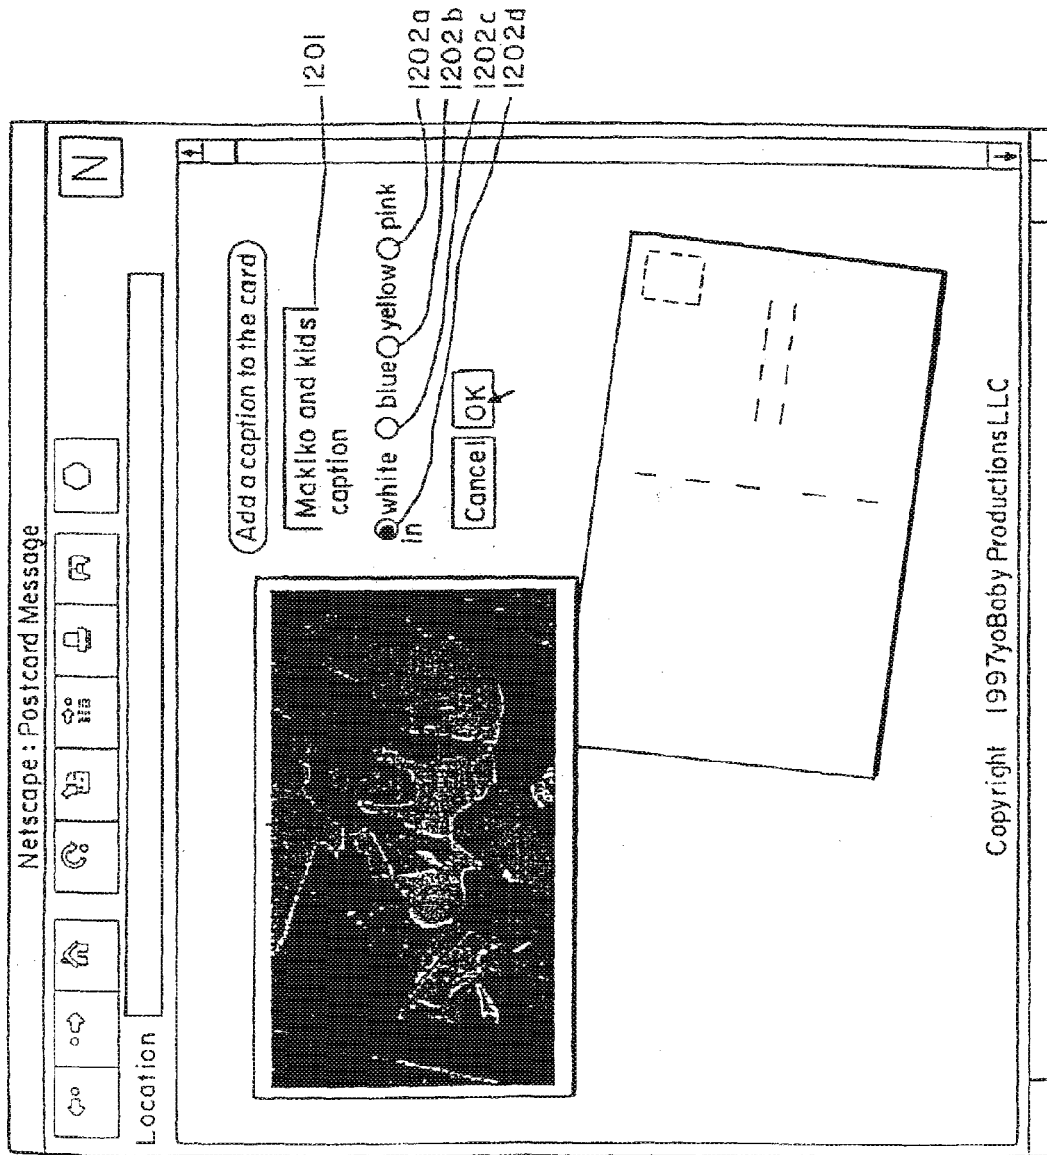 Netscape: Postcard Message
N
Location
Add a caption to the card
Makiko and kids
caption
white blue yellow pink
in
Cancel OK
Copyright 1997yoBaby Productions LLC
1201
1202a
1202b
1202c
1202d